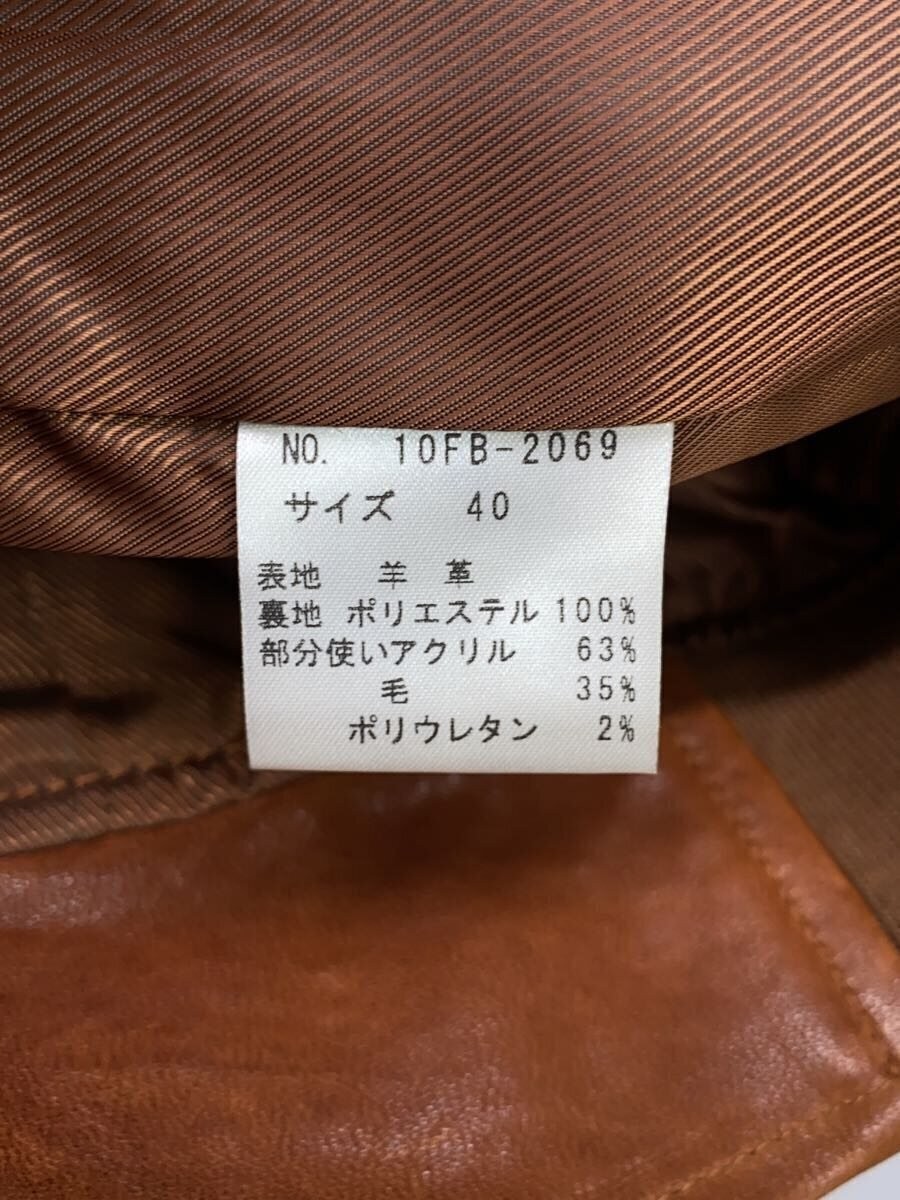 NO. 10FB-2069
サイズ 40
表地 羊 革
裏地 ポリエステル 100%
部分使いアクリル 63%
毛 35%
ポリウレタン 2%